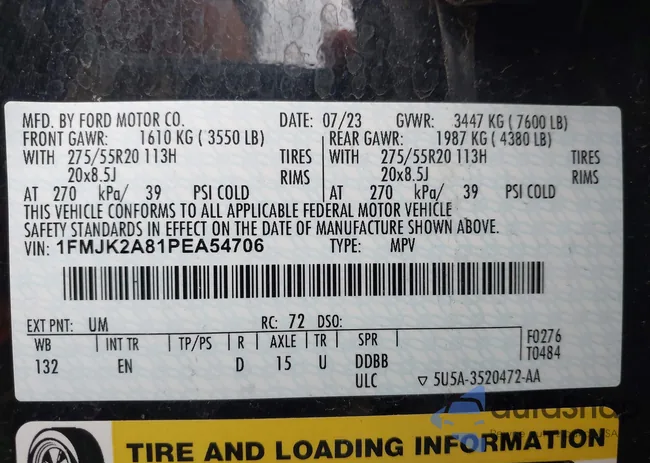 MFD. BY FORD MOTOR CO. DATE: 07/23 GVWR: 3447 KG (7600 LB)
FRONT GAWR: 1610 KG (3550 LB) REAR GAWR: 1987 KG (4380 LB)
WITH 275/55R20 113H TIRES WITH 275/55R20 113H TIRES
20x8.5J RIMS 20x8.5J RIMS
AT 270 kPa/ 39 PSI COLD AT 270 kPa/ 39 PSI COLD
THIS VEHICLE CONFORMS TO ALL APPLICABLE FEDERAL MOTOR VEHICLE
SAFETY STANDARDS IN EFFECT ON THE DATE OF MANUFACTURE SHOWN ABOVE.
VIN: 1FMJK2A81PEA54706 TYPE: MPV
EXT PNT: UM RC: 72 DSO:
WB INT TR TP/PS R AXLE TR SPR F0276
132 EN D 15 U DDBB T0484
ULC ▽ 5U5A-3520472-AA
TIRE AND LOADING INFORMATION